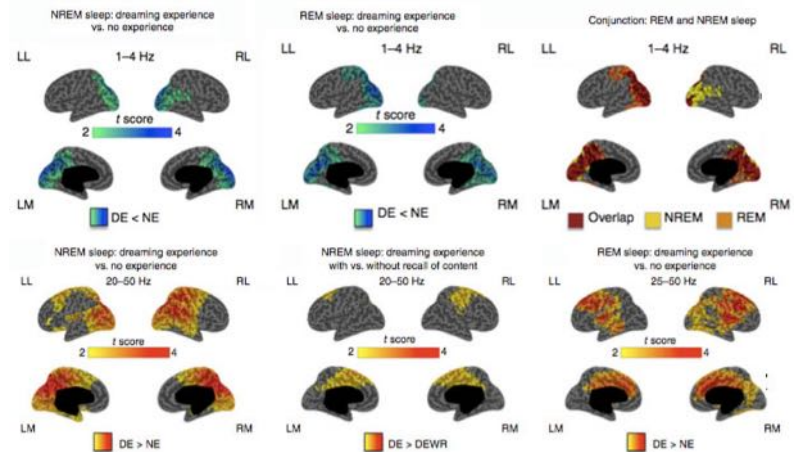 NREM sleep: dreaming experience
vs. no experience
1–4 Hz
LL
RL
t score
2
4
LM
RM
DE < NE
REM sleep: dreaming experience
vs. no experience
1–4 Hz
LL
RL
t score
2
4
LM
RM
DE < NE
Conjunction: REM and NREM sleep
1–4 Hz
LL
RL
LM
RM
Overlap
NREM
REM
NREM sleep: dreaming experience
vs. no experience
20–50 Hz
LL
RL
t score
2
4
LM
RM
DE > NE
NREM sleep: dreaming experience
with vs. without recall of content
20–50 Hz
LL
RL
t score
2
4
LM
RM
DE > DEWR
REM sleep: dreaming experience
vs. no experience
25–50 Hz
LL
RL
t score
2
4
LM
RM
DE > NE